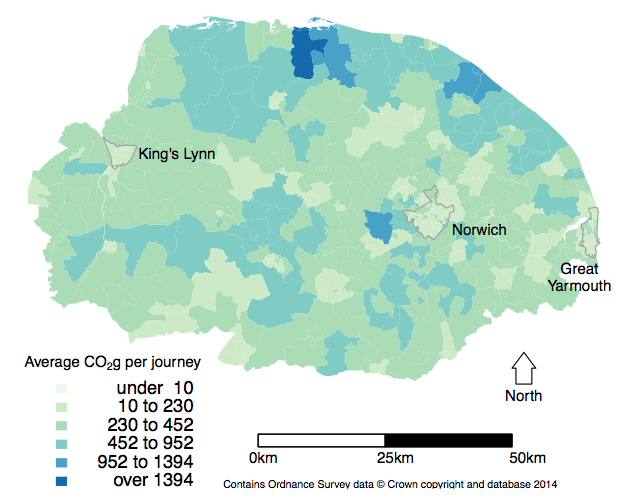 King's Lynn
Norwich
Great
Yarmouth
Average CO₂g per journey
under 10
10 to 230
230 to 452
452 to 952
952 to 1394
over 1394
North
0km 25km 50km
Contains Ordnance Survey data © Crown copyright and database 2014